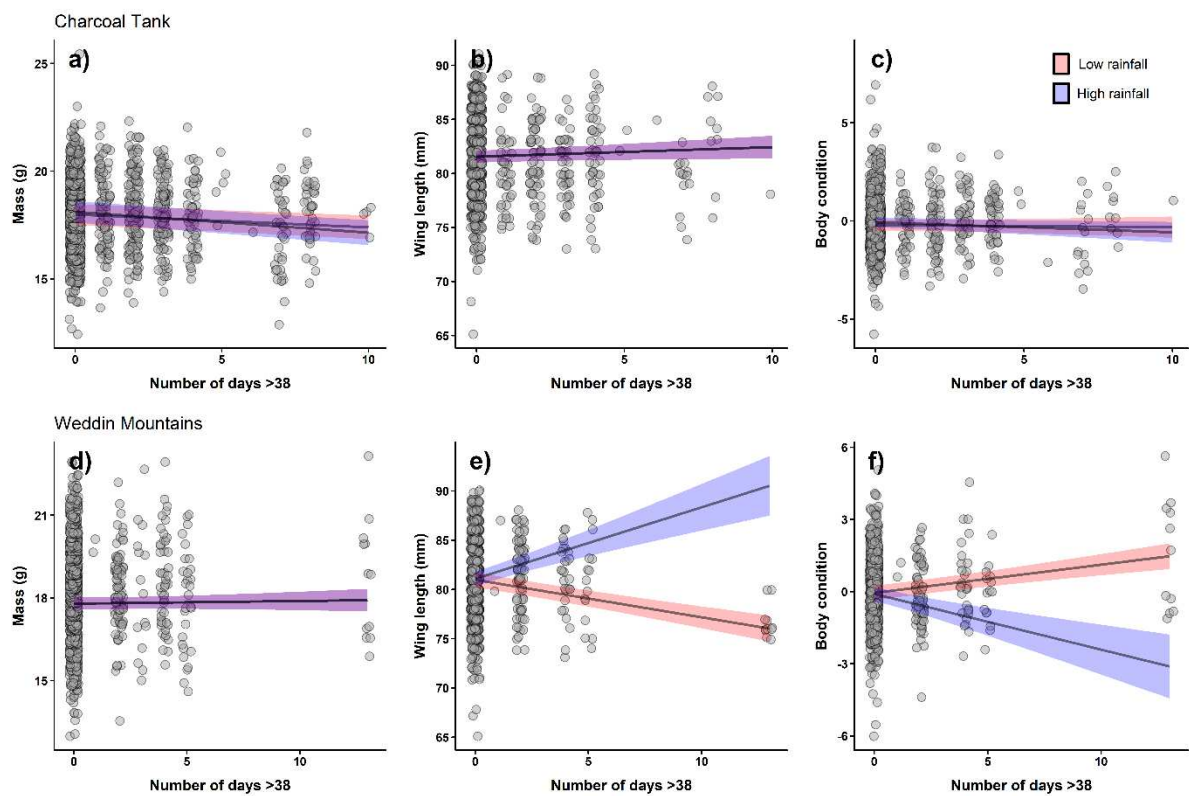 Charcoal Tank
a)
25
20
15
Mass (g)
0 5 10
Number of days >38
b)
90
85
80
75
70
65
Wing length (mm)
0 5 10
Number of days >38
c)
5
0
-5
Body condition
0 5 10
Number of days >38
Low rainfall
High rainfall
Weddin Mountains
d)
21
18
15
Mass (g)
0 5 10
Number of days >38
e)
90
85
80
75
70
65
Wing length (mm)
0 5 10
Number of days >38
f)
6
3
0
-3
-6
Body condition
0 5 10
Number of days >38